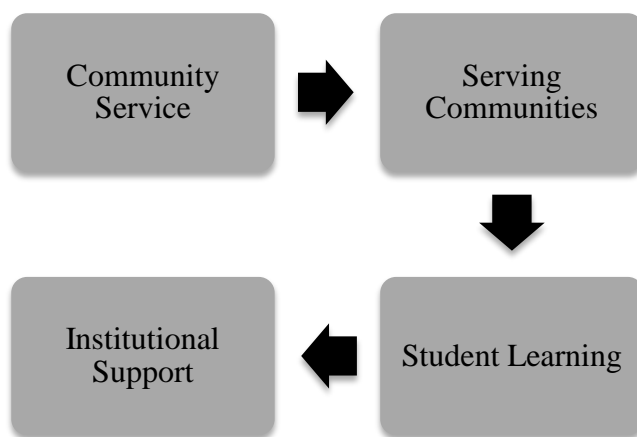 Community
Service
Serving
Communities
Student Learning
Institutional
Support